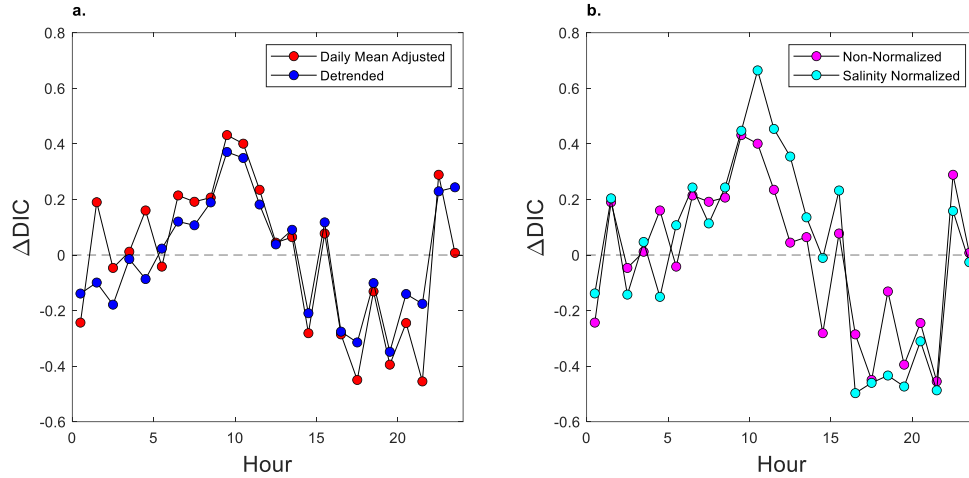 a.
0.8
0.6
0.4
0.2
0
-0.2
-0.4
-0.6
0
5
10
15
20
ΔDIC
Hour
Daily Mean Adjusted
Detrended
b.
0.8
0.6
0.4
0.2
0
-0.2
-0.4
-0.6
0
5
10
15
20
ΔDIC
Hour
Non-Normalized
Salinity Normalized